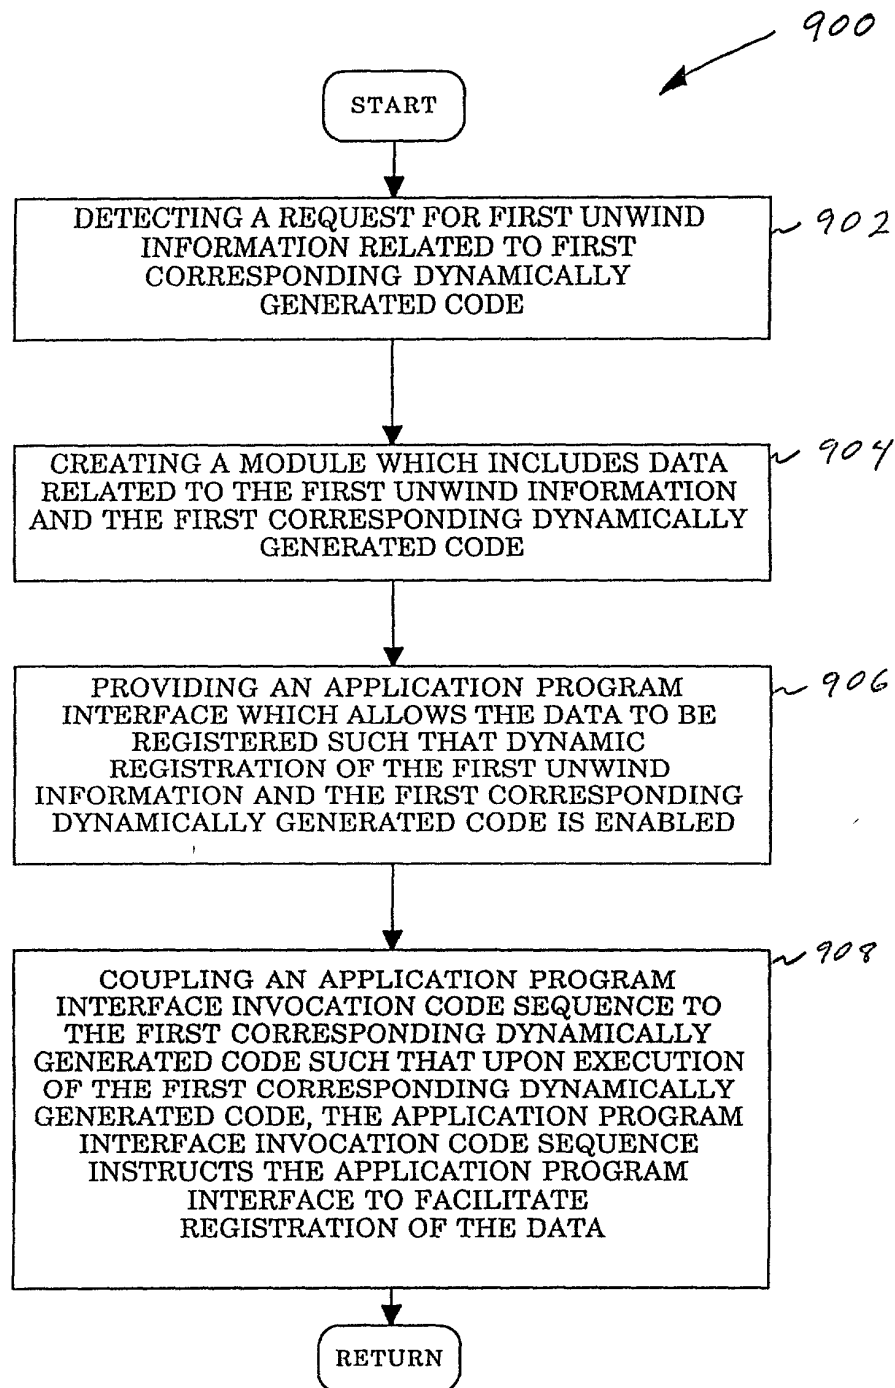 900
START
DETECTING A REQUEST FOR FIRST UNWIND
INFORMATION RELATED TO FIRST
CORRESPONDING DYNAMICALLY
GENERATED CODE
902
CREATING A MODULE WHICH INCLUDES DATA
RELATED TO THE FIRST UNWIND INFORMATION
AND THE FIRST CORRESPONDING DYNAMICALLY
GENERATED CODE
904
PROVIDING AN APPLICATION PROGRAM
INTERFACE WHICH ALLOWS THE DATA TO BE
REGISTERED SUCH THAT DYNAMIC
REGISTRATION OF THE FIRST UNWIND
INFORMATION AND THE FIRST CORRESPONDING
DYNAMICALLY GENERATED CODE IS ENABLED
906
COUPLING AN APPLICATION PROGRAM
INTERFACE INVOCATION CODE SEQUENCE TO
THE FIRST CORRESPONDING DYNAMICALLY
GENERATED CODE SUCH THAT UPON EXECUTION
OF THE FIRST CORRESPONDING DYNAMICALLY
GENERATED CODE, THE APPLICATION PROGRAM
INTERFACE INVOCATION CODE SEQUENCE
INSTRUCTS THE APPLICATION PROGRAM
INTERFACE TO FACILITATE
REGISTRATION OF THE DATA
908
RETURN